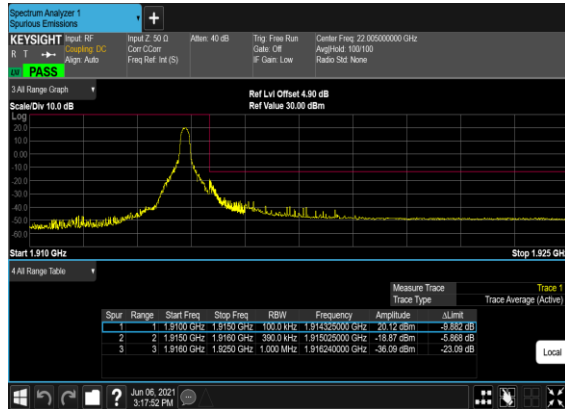 Spectrum Analyzer 1
Spurious Emissions
+
KEYSIGHT Input: RF Input Z: 50 Ω Atten: 40 dB Trig: Free Run Center Freq: 22.005000000 GHz
R T Coupling: DC Corr CCorr Gate: Off Avg|Hold: 100/100
Align: Auto Freq Ref: Int (S) IF Gain: Low Radio Std: None
PASS
3 All Range Graph
Ref Lvl Offset 4.90 dB
Scale/Div 10.0 dB Ref Value 30.00 dBm
Log
20.0
10.0
0.00
-10.0
-20.0
-30.0
-40.0
-50.0
-60.0
Start 1.910 GHz Stop 1.925 GH
4 All Range Table
Measure Trace Trace 1
Trace Type Trace Average (Active)
Spur Range Start Freq Stop Freq RBW Frequency Amplitude ΔLimit
1 1 1.9100 GHz 1.9150 GHz 100.0 kHz 1.914325000 GHz 20.12 dBm -9.882 dB
2 2 1.9150 GHz 1.9160 GHz 390.0 kHz 1.915025000 GHz -18.87 dBm -5.868 dB
3 3 1.9160 GHz 1.9250 GHz 1.000 MHz 1.916240000 GHz -36.09 dBm -23.09 dB
Local
? Jun 06, 2021
3:17:52 PM